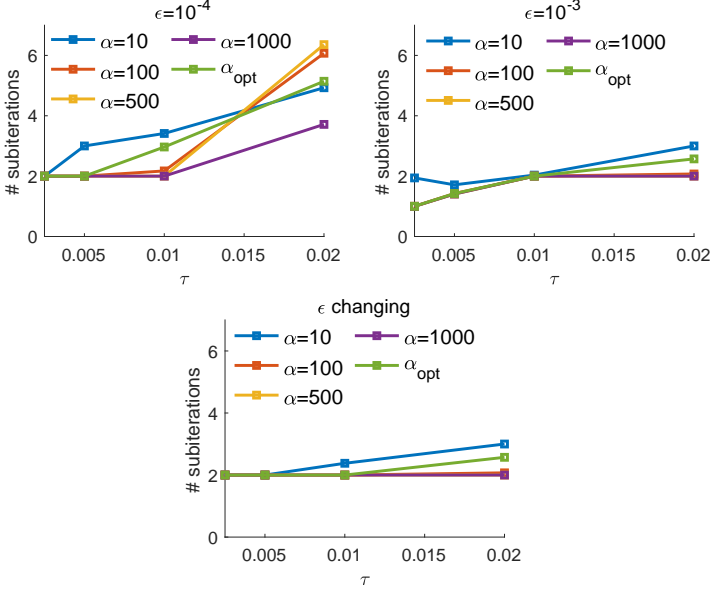 ϵ=10⁻⁴
# subiterations
6
4
2
0
α=10
α=100
α=500
α=1000
α_opt
0.005
0.01
0.015
0.02
τ
ϵ=10⁻³
# subiterations
6
4
2
0
α=10
α=100
α=500
α=1000
α_opt
0.005
0.01
0.015
0.02
τ
ϵ changing
# subiterations
6
4
2
0
α=10
α=100
α=500
α=1000
α_opt
0.005
0.01
0.015
0.02
τ